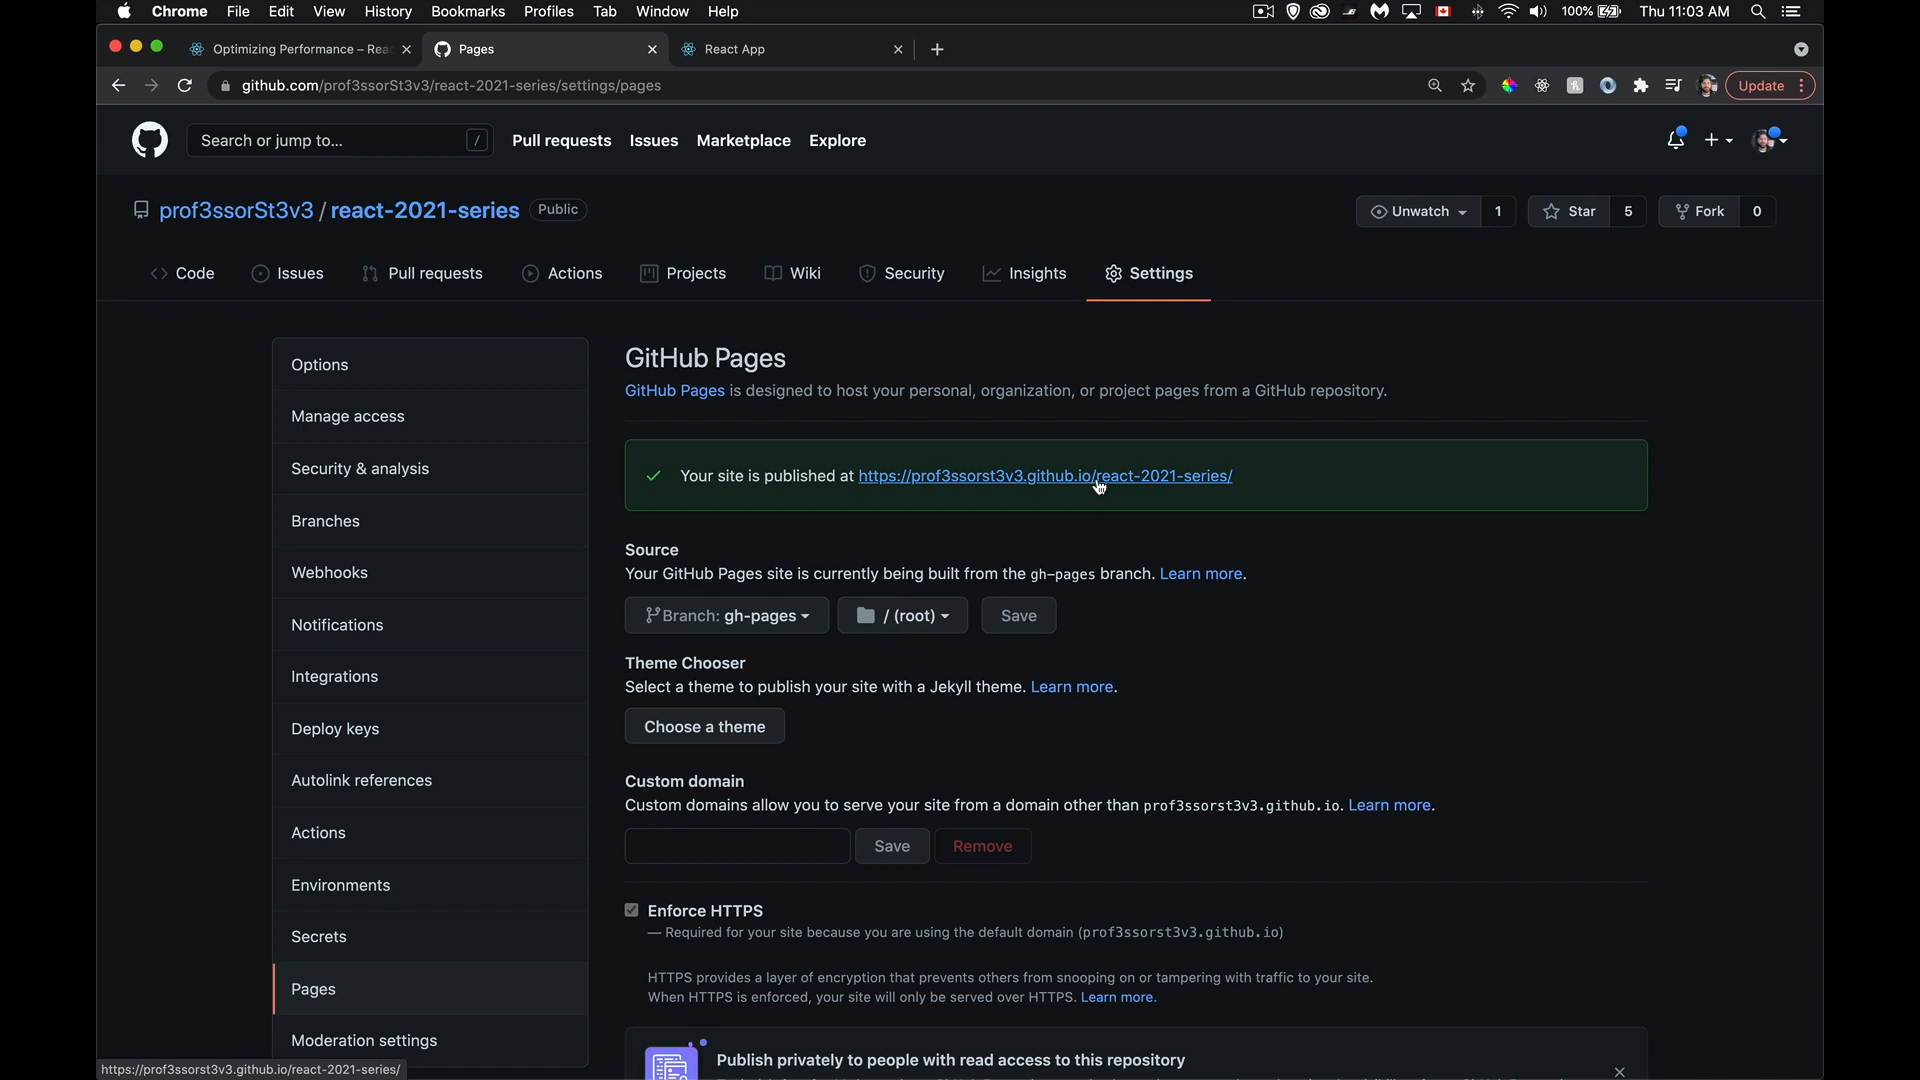 Chrome File Edit View History Bookmarks Profiles Tab Window Help 100% Thu 11:03 AM
Optimizing Performance – Rea Pages React App
github.com/prof3ssorSt3v3/react-2021-series/settings/pages Update
Search or jump to... / Pull requests Issues Marketplace Explore
prof3ssorSt3v3 / react-2021-series Public Unwatch 1 Star 5 Fork 0
Code Issues Pull requests Actions Projects Wiki Security Insights Settings
Options
Manage access
Security & analysis
Branches
Webhooks
Notifications
Integrations
Deploy keys
Autolink references
Actions
Environments
Secrets
Pages
Moderation settings
GitHub Pages
GitHub Pages is designed to host your personal, organization, or project pages from a GitHub repository.
Your site is published at https://prof3ssorst3v3.github.io/react-2021-series/
Source
Your GitHub Pages site is currently being built from the gh-pages branch. Learn more.
Branch: gh-pages / (root) Save
Theme Chooser
Select a theme to publish your site with a Jekyll theme. Learn more.
Choose a theme
Custom domain
Custom domains allow you to serve your site from a domain other than prof3ssorst3v3.github.io. Learn more.
Save Remove
Enforce HTTPS
— Required for your site because you are using the default domain (prof3ssorst3v3.github.io)
HTTPS provides a layer of encryption that prevents others from snooping on or tampering with traffic to your site.
When HTTPS is enforced, your site will only be served over HTTPS. Learn more.
Publish privately to people with read access to this repository
https://prof3ssorst3v3.github.io/react-2021-series/